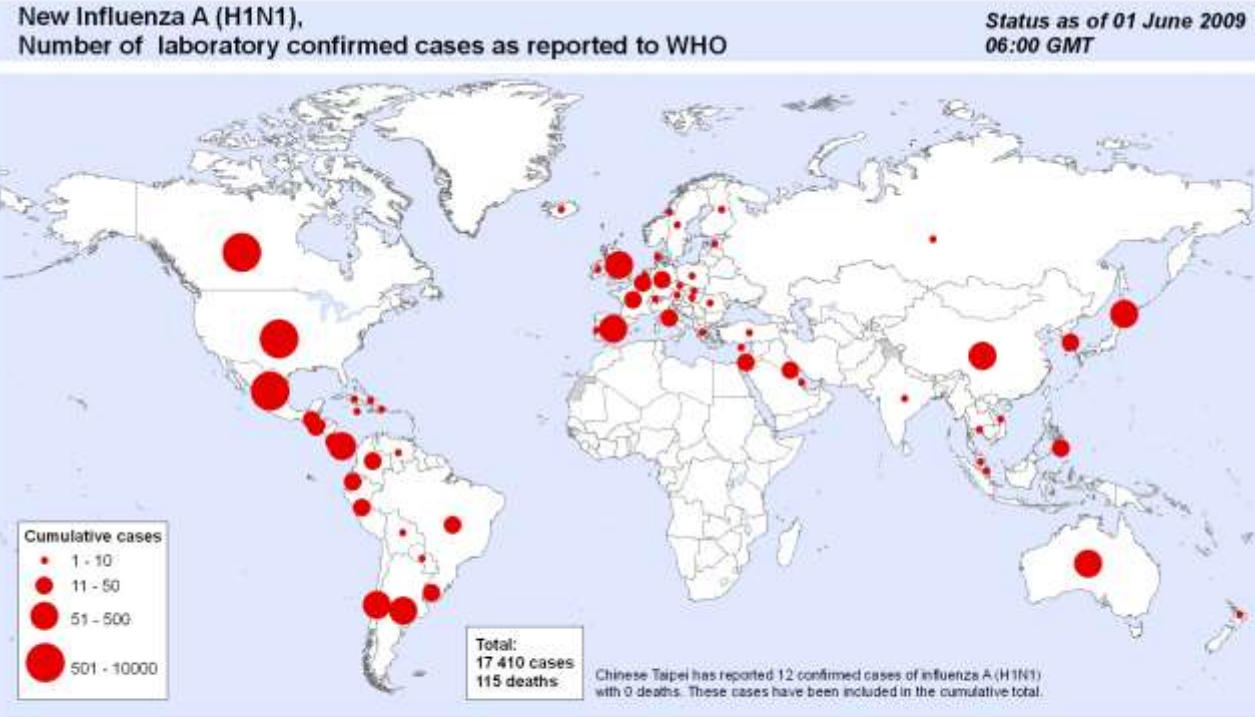 New Influenza A (H1N1),
Number of laboratory confirmed cases as reported to WHO
Status as of 01 June 2009
06:00 GMT
Cumulative cases
1 - 10
11 - 50
51 - 500
501 - 10000
Total:
17 410 cases
115 deaths
Chinese Taipei has reported 12 confirmed cases of influenza A (H1N1)
with 0 deaths. These cases have been included in the cumulative total.